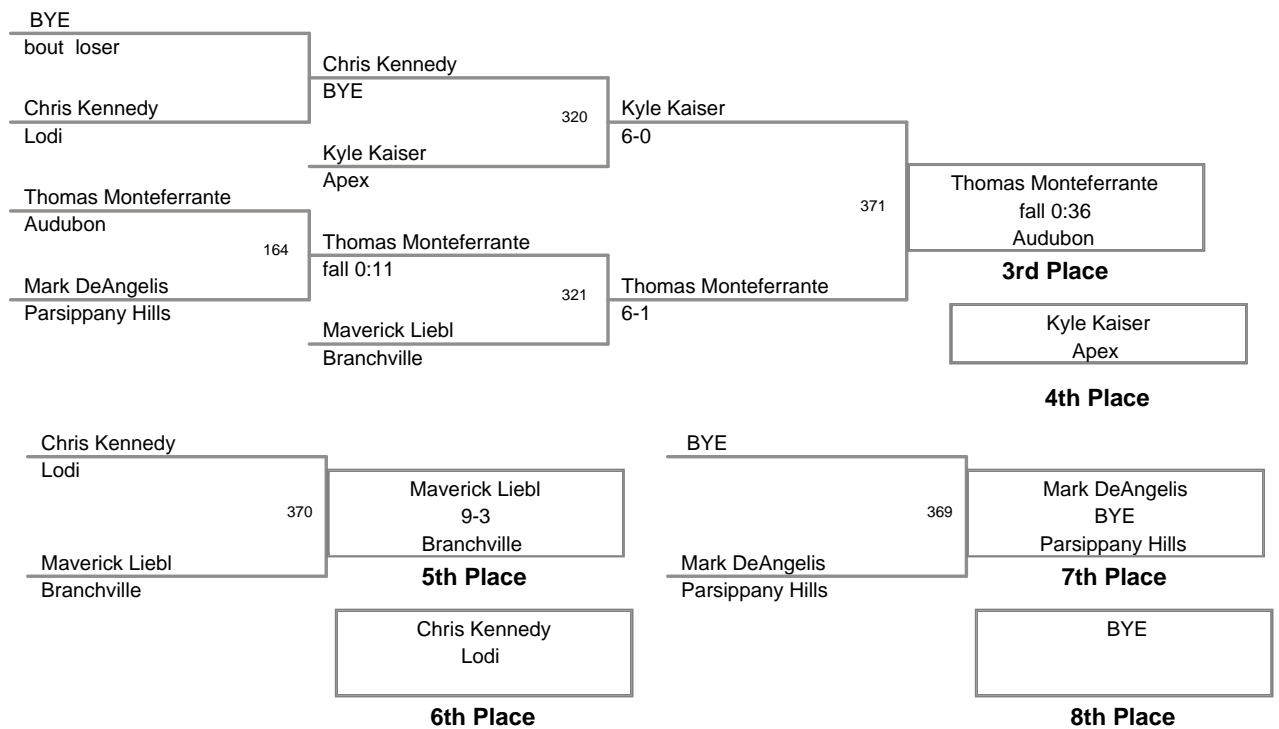 BYE
bout loser
Chris Kennedy
BYE
Chris Kennedy
Lodi
320
Kyle Kaiser
6-0
Kyle Kaiser
Apex
Thomas Monteferrante
Audubon
164
Thomas Monteferrante
fall 0:11
Mark DeAngelis
Parsippany Hills
321
Thomas Monteferrante
6-1
Maverick Liebl
Branchville
371
Thomas Monteferrante
fall 0:36
Audubon
3rd Place
Kyle Kaiser
Apex
4th Place
Chris Kennedy
Lodi
370
Maverick Liebl
9-3
Branchville
5th Place
Maverick Liebl
Branchville
Chris Kennedy
Lodi
6th Place
BYE
369
Mark DeAngelis
BYE
Parsippany Hills
7th Place
Mark DeAngelis
Parsippany Hills
BYE
8th Place